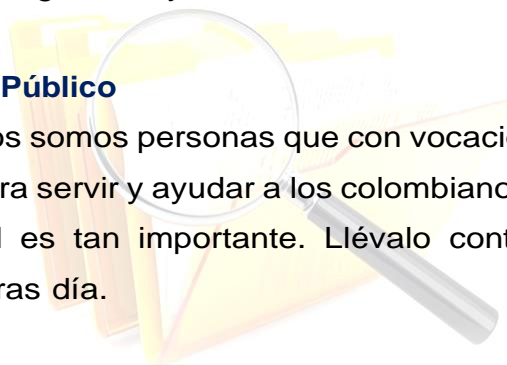 Público
os somos personas que con vocaci
ra servir y ayudar a los colombiano
es tan importante. Llévalo cont
ras día.